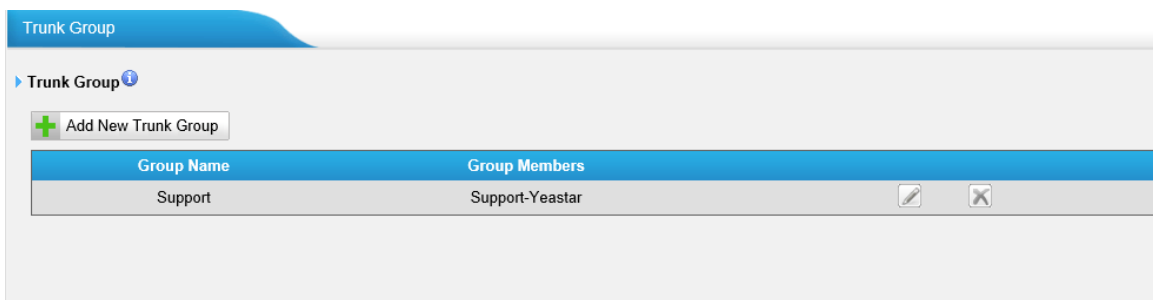 Trunk Group
Trunk Group
Add New Trunk Group
Group Name Group Members
Support Support-Yeastar